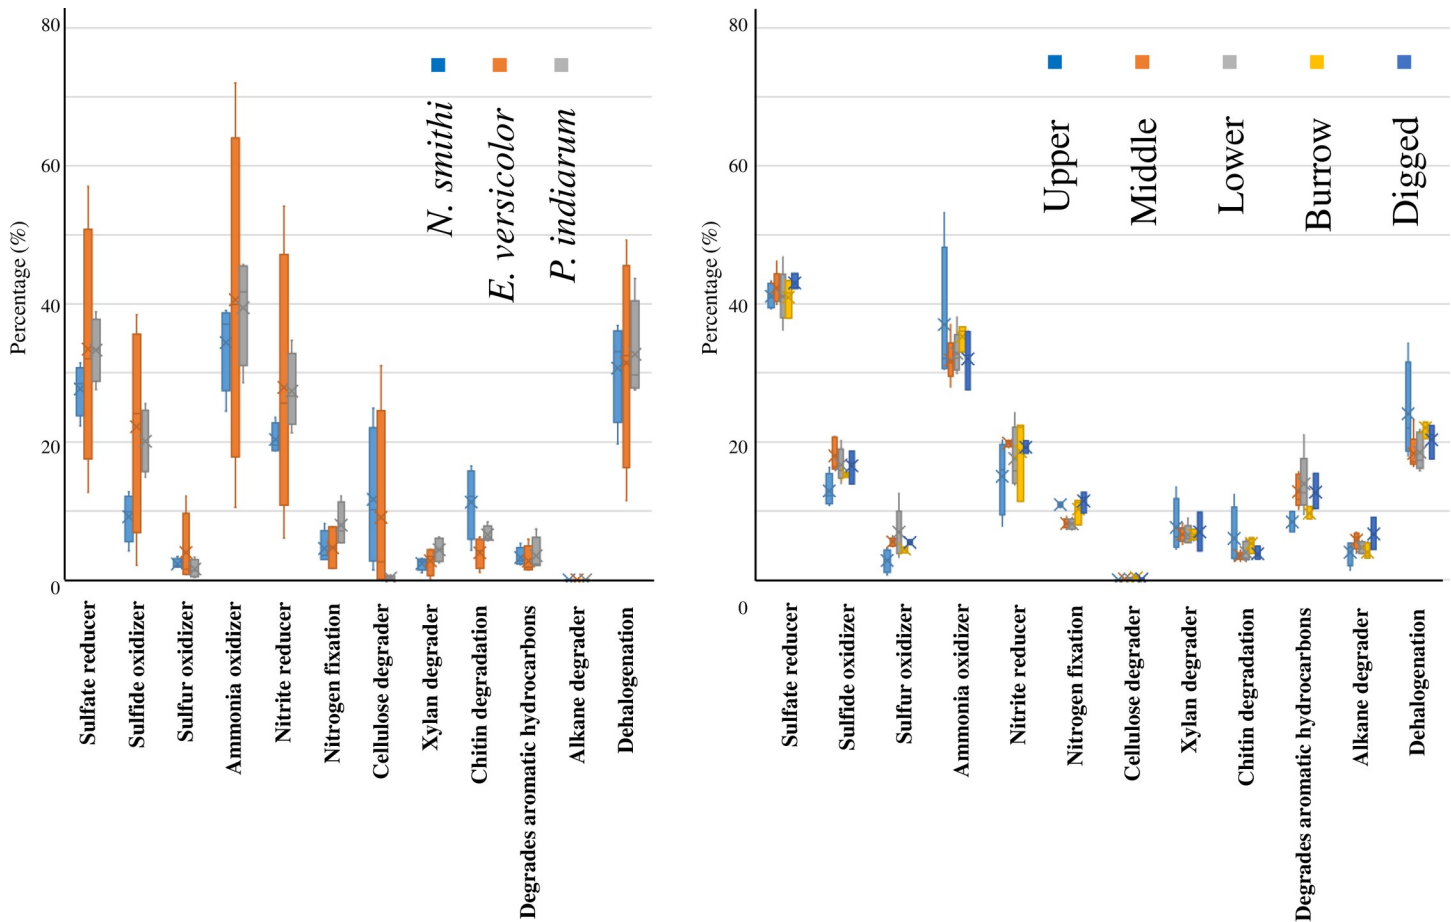 80
60
40
20
0
Percentage (%)
N. smithi
E. versicolor
P. indiarum
Sulfate reducer
Sulfide oxidizer
Sulfur oxidizer
Ammonia oxidizer
Nitrite reducer
Nitrogen fixation
Cellulose degrader
Xylan degrader
Chitin degradation
Degrades aromatic hydrocarbons
Alkane degrader
Dehalogenation
80
60
40
20
0
Percentage (%)
Upper
Middle
Lower
Burrow
Digged
Sulfate reducer
Sulfide oxidizer
Sulfur oxidizer
Ammonia oxidizer
Nitrite reducer
Nitrogen fixation
Cellulose degrader
Xylan degrader
Chitin degradation
Degrades aromatic hydrocarbons
Alkane degrader
Dehalogenation